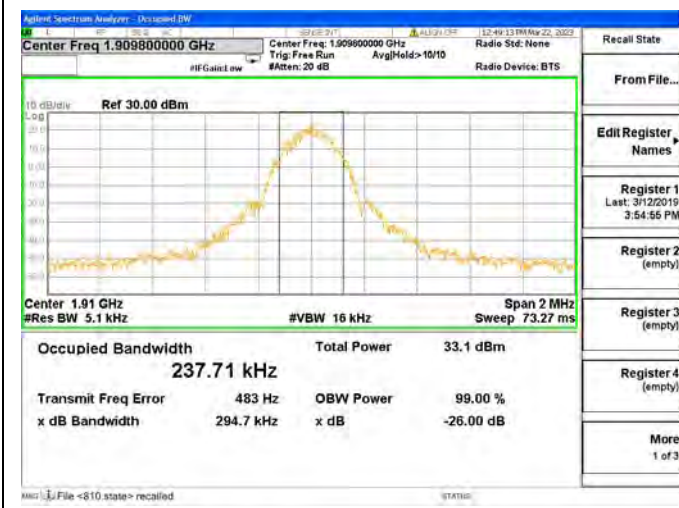 Agilent Spectrum Analyzer - Occupied BW
SENSE:INT ALIGN OFF 12:49:13 PM Mar 22, 2023
Center Freq 1.909800000 GHz Center Freq: 1.909800000 GHz Radio Std: None
Trig: Free Run Avg|Hold:>10/10
#IFGain:Low #Atten: 20 dB Radio Device: BTS
10 dB/div Ref 30.00 dBm
Log
Center 1.91 GHz Span 2 MHz
#Res BW 5.1 kHz #VBW 16 kHz Sweep 73.27 ms
Occupied Bandwidth Total Power 33.1 dBm
237.71 kHz
Transmit Freq Error 483 Hz OBW Power 99.00 %
x dB Bandwidth 294.7 kHz x dB -26.00 dB
MSG File <810.state> recalled STATUS
Recall State
From File...
Edit Register
Names
Register 1
Last: 3/12/2019
3:54:55 PM
Register 2
(empty)
Register 3
(empty)
Register 4
(empty)
More
1 of 3